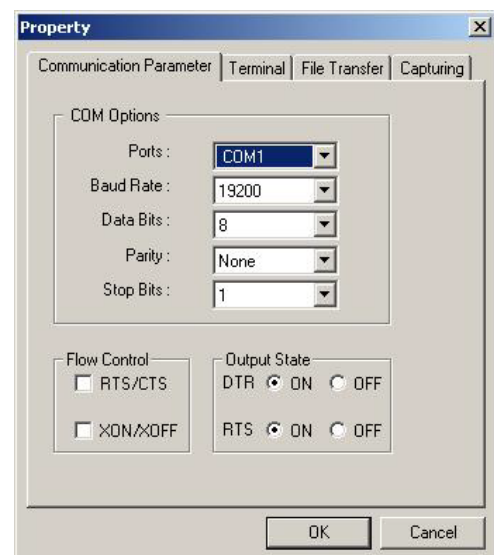 Property
Communication Parameter Terminal File Transfer Capturing
COM Options
Ports : COM1
Baud Rate : 19200
Data Bits : 8
Parity : None
Stop Bits : 1
Flow Control
RTS/CTS
XON/XOFF
Output State
DTR ON OFF
RTS ON OFF
OK Cancel